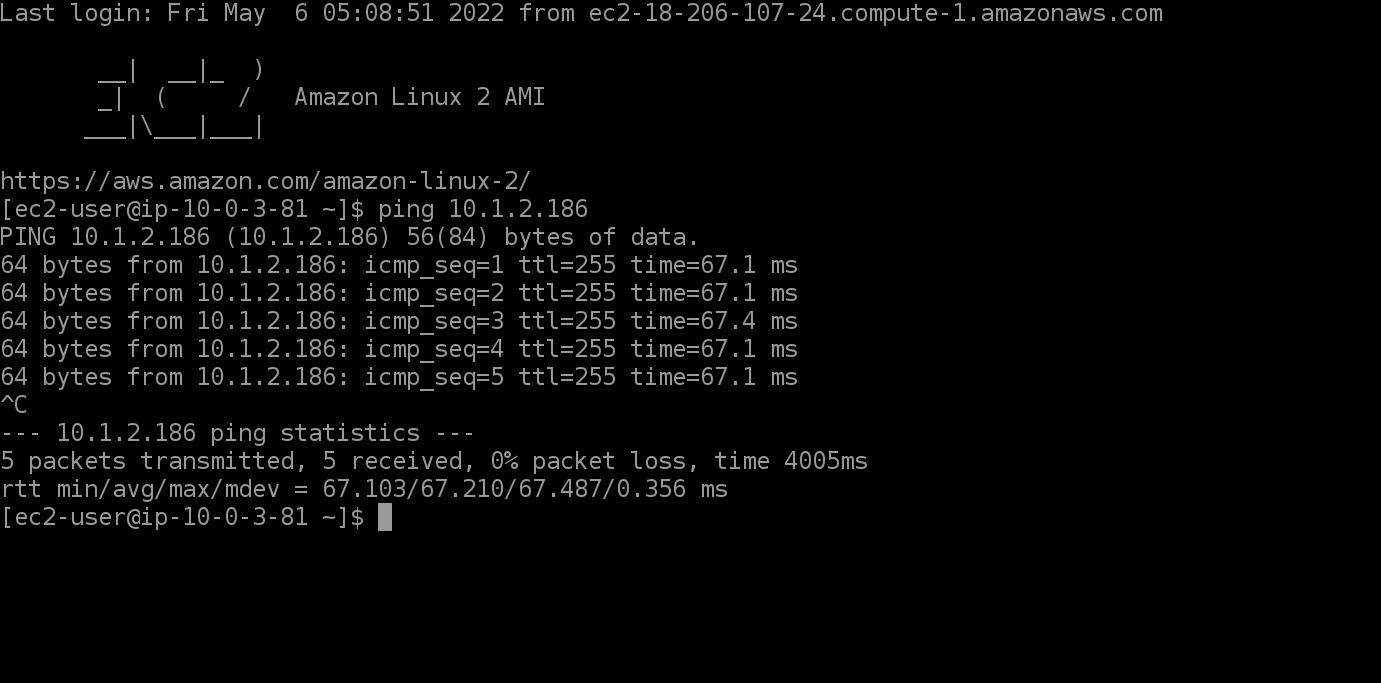 Last login: Fri May  6 05:08:51 2022 from ec2-18-206-107-24.compute-1.amazonaws.com

       __|  __|_  )
       _|  (     /   Amazon Linux 2 AMI
      ___|\___|___|

https://aws.amazon.com/amazon-linux-2/
[ec2-user@ip-10-0-3-81 ~]$ ping 10.1.2.186
PING 10.1.2.186 (10.1.2.186) 56(84) bytes of data.
64 bytes from 10.1.2.186: icmp_seq=1 ttl=255 time=67.1 ms
64 bytes from 10.1.2.186: icmp_seq=2 ttl=255 time=67.1 ms
64 bytes from 10.1.2.186: icmp_seq=3 ttl=255 time=67.4 ms
64 bytes from 10.1.2.186: icmp_seq=4 ttl=255 time=67.1 ms
64 bytes from 10.1.2.186: icmp_seq=5 ttl=255 time=67.1 ms
^C
--- 10.1.2.186 ping statistics ---
5 packets transmitted, 5 received, 0% packet loss, time 4005ms
rtt min/avg/max/mdev = 67.103/67.210/67.487/0.356 ms
[ec2-user@ip-10-0-3-81 ~]$